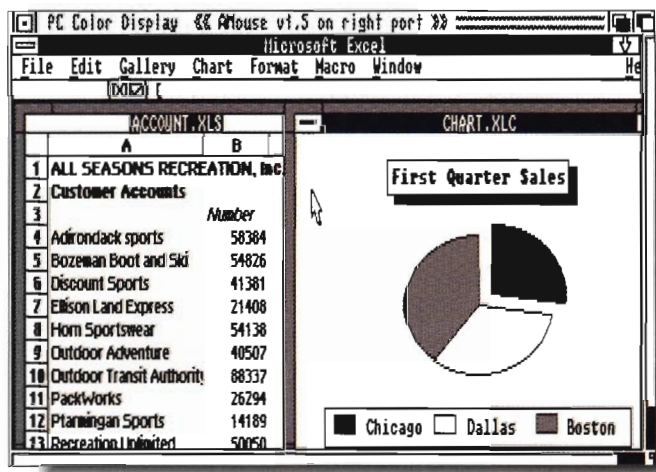 PC Color Display « AMouse v1.5 on right port »
Microsoft Excel
File Edit Gallery Chart Format Macro Window He
ACCOUNT.XLS
A B
1 ALL SEASONS RECREATION, Inc.
2 Customer Accounts
3 Number
4 Adirondack sports 58384
5 Bozeman Boot and Ski 54826
6 Discount Sports 41381
7 Ellison Land Express 21408
8 Horn Sportswear 54138
9 Outdoor Adventure 40507
10 Outdoor Transit Authority 88337
11 PackWorks 26294
12 Ptarmingan Sports 14189
13 Recreation Unlimited 50050
CHART.XLC
First Quarter Sales
Chicago Dallas Boston